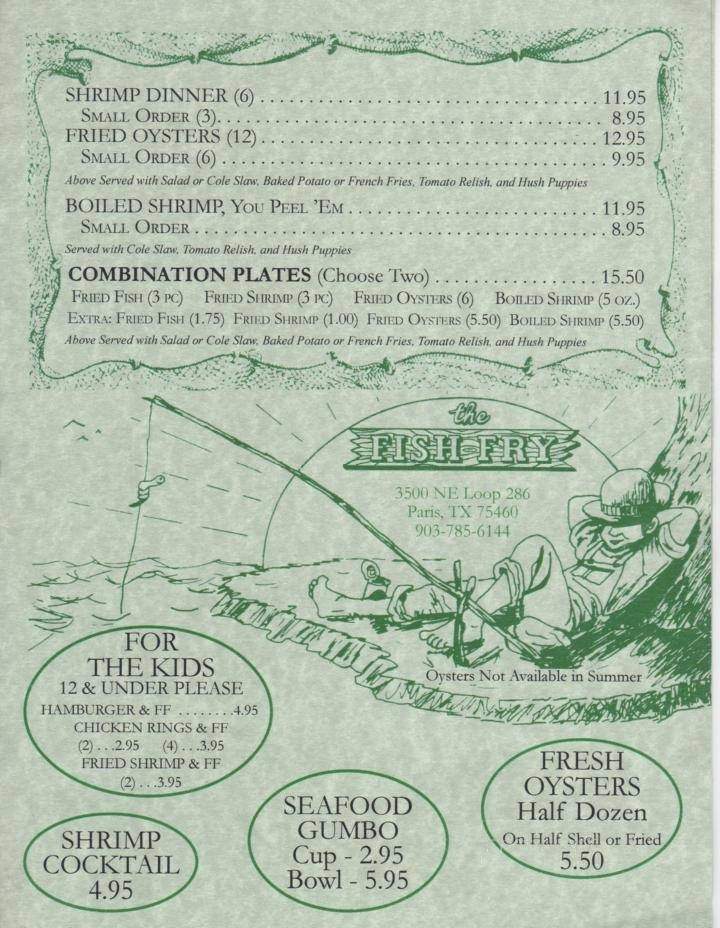 SHRIMP DINNER (6) . . . . . . . . . . . . . . . . . . . . . . . . . . . . . . . . . . . . . . . 11.95
SMALL ORDER (3). . . . . . . . . . . . . . . . . . . . . . . . . . . . . . . . . . . . . . . . . . 8.95
FRIED OYSTERS (12) . . . . . . . . . . . . . . . . . . . . . . . . . . . . . . . . . . . . . . . 12.95
SMALL ORDER (6) . . . . . . . . . . . . . . . . . . . . . . . . . . . . . . . . . . . . . . . . . 9.95
Above Served with Salad or Cole Slaw, Baked Potato or French Fries, Tomato Relish, and Hush Puppies
BOILED SHRIMP, YOU PEEL 'EM . . . . . . . . . . . . . . . . . . . . . . . . . . . . 11.95
SMALL ORDER . . . . . . . . . . . . . . . . . . . . . . . . . . . . . . . . . . . . . . . . . . . . 8.95
Served with Cole Slaw, Tomato Relish, and Hush Puppies
COMBINATION PLATES (Choose Two) . . . . . . . . . . . . . . . . . . 15.50
FRIED FISH (3 PC) FRIED SHRIMP (3 PC) FRIED OYSTERS (6) BOILED SHRIMP (5 OZ.)
EXTRA: FRIED FISH (1.75) FRIED SHRIMP (1.00) FRIED OYSTERS (5.50) BOILED SHRIMP (5.50)
Above Served with Salad or Cole Slaw, Baked Potato or French Fries, Tomato Relish, and Hush Puppies
the
FISH FRY
3500 NE Loop 286
Paris, TX 75460
903-785-6144
Oysters Not Available in Summer
FOR
THE KIDS
12 & UNDER PLEASE
HAMBURGER & FF . . . . . . . .4.95
CHICKEN RINGS & FF
(2) . . .2.95 (4) . . .3.95
FRIED SHRIMP & FF
(2) . . .3.95
SHRIMP
COCKTAIL
4.95
SEAFOOD
GUMBO
Cup - 2.95
Bowl - 5.95
FRESH
OYSTERS
Half Dozen
On Half Shell or Fried
5.50